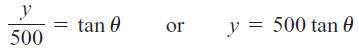 y/500 = tan θ or y = 500 tan θ